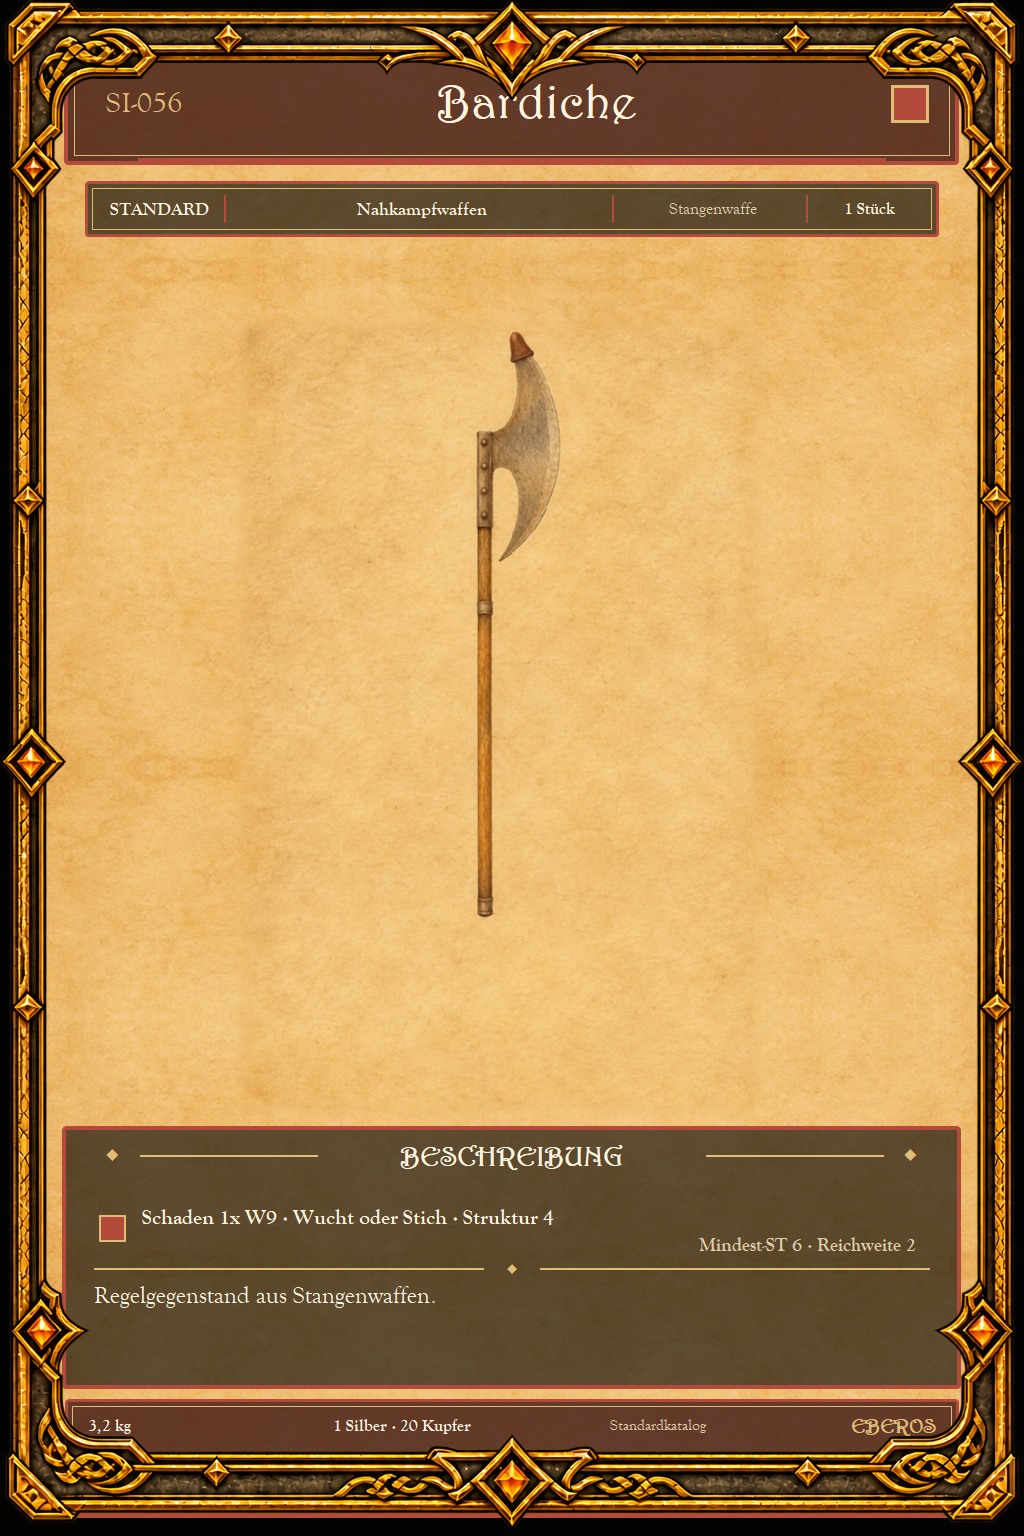 SI-056
Bardiche
STANDARD
Nahkampfwaffen
Stangenwaffe
1 Stück
BESCHREIBUNG
Schaden 1x W9 · Wucht oder Stich · Struktur 4
Mindest-ST 6 · Reichweite 2
Regelgegenstand aus Stangenwaffen.
3,2 kg
1 Silber · 20 Kupfer
Standardkatalog
EBEROS